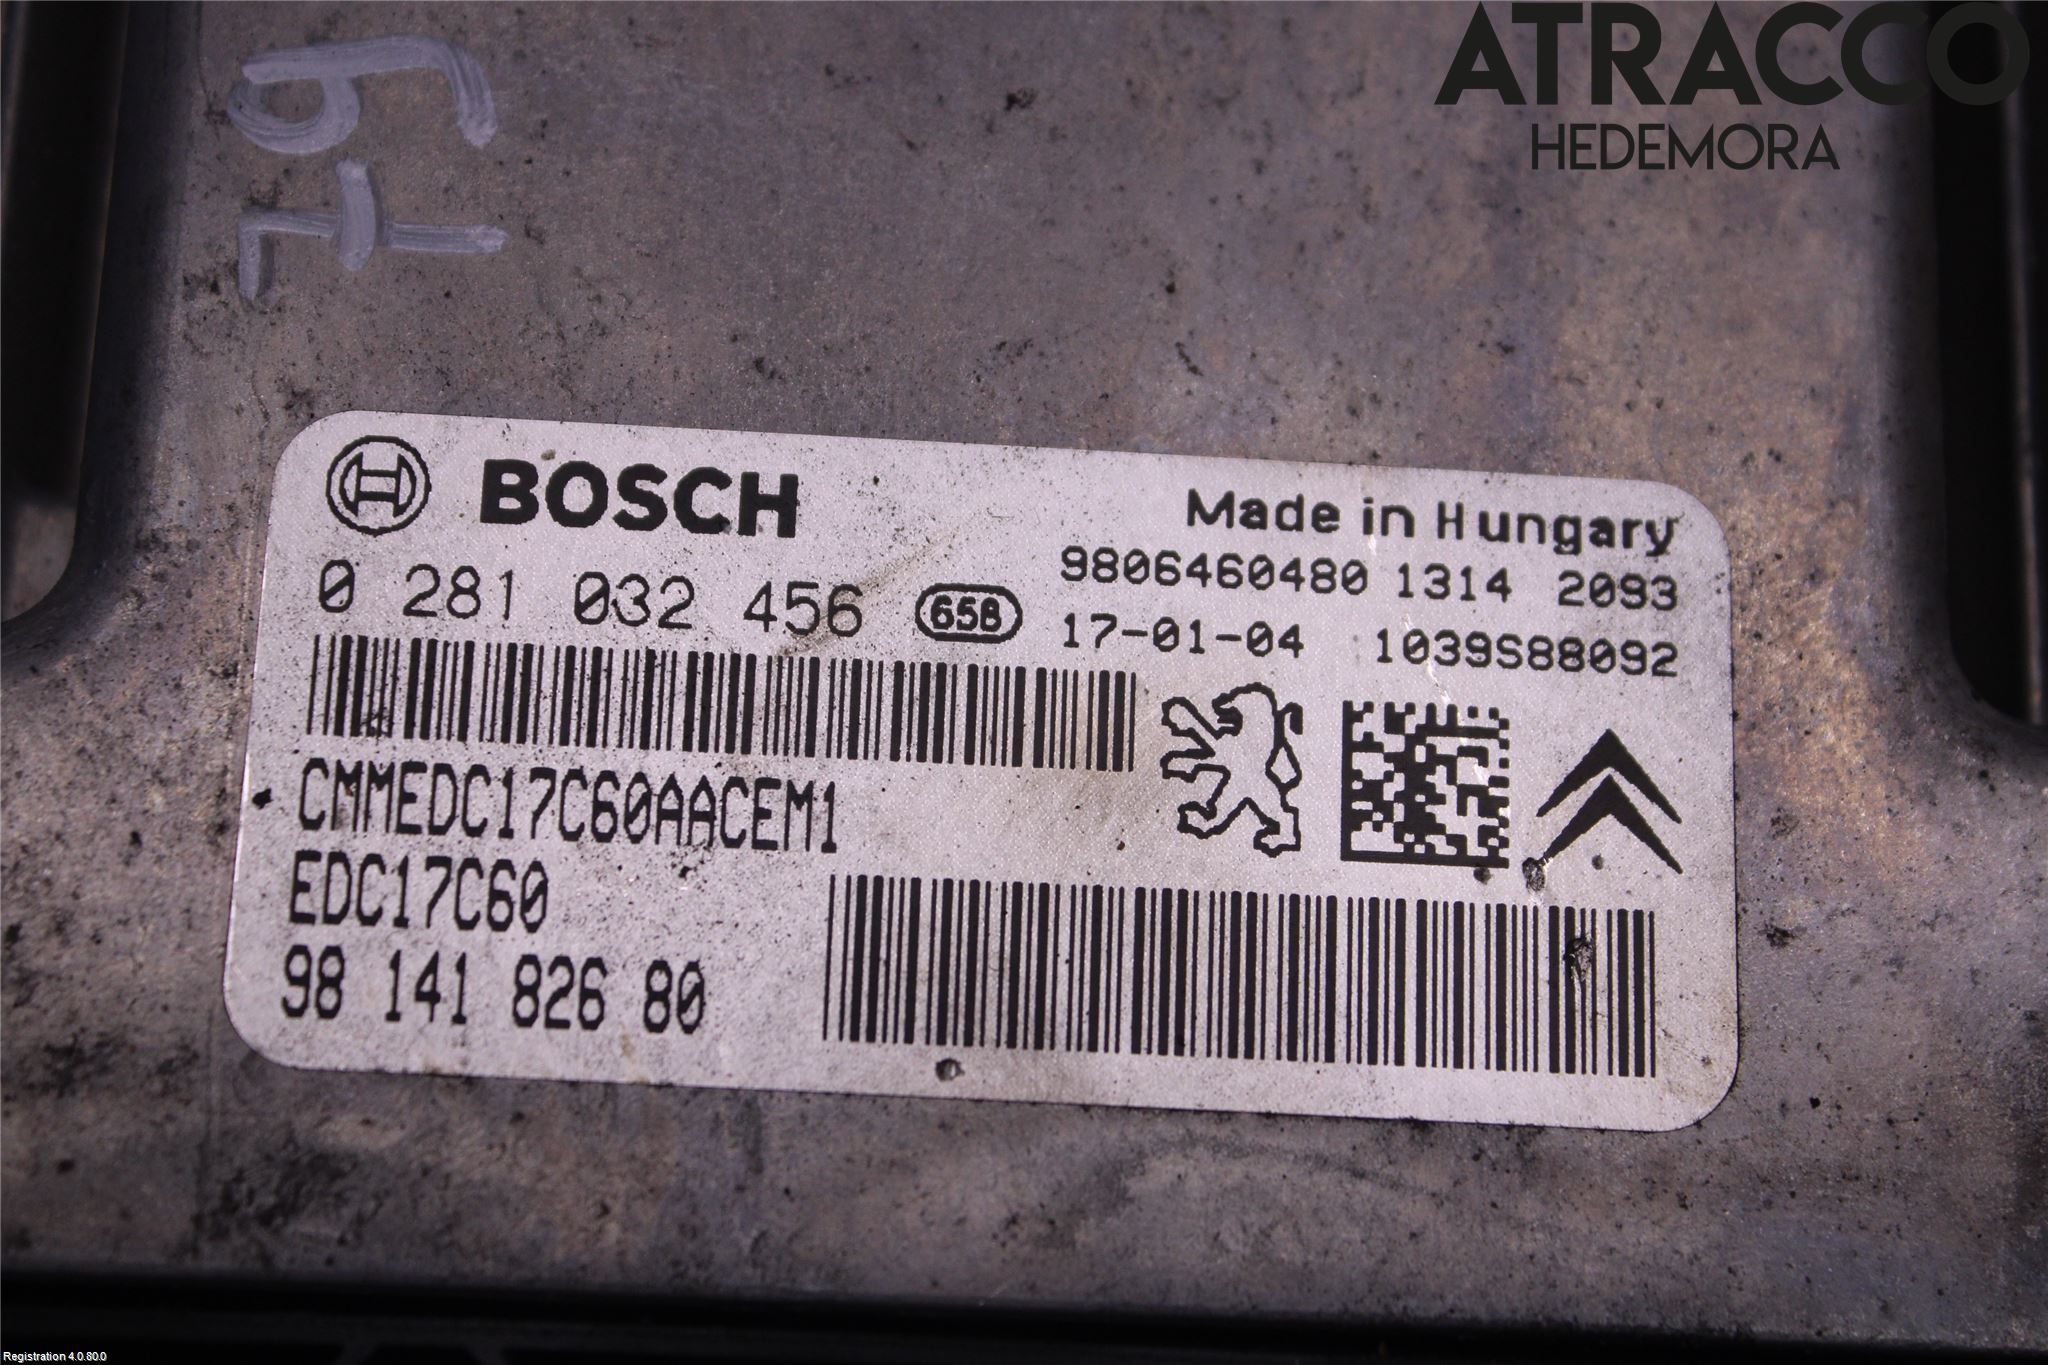 ATRACCO
HEDEMORA
BOSCH
Made in Hungary
0 281 032 456 65B
9806460480 1314 2093
17-01-04 1039S88092
CMMEDC17C60AACEM1
EDC17C60
98 141 826 80
Registration 4.0.80.0